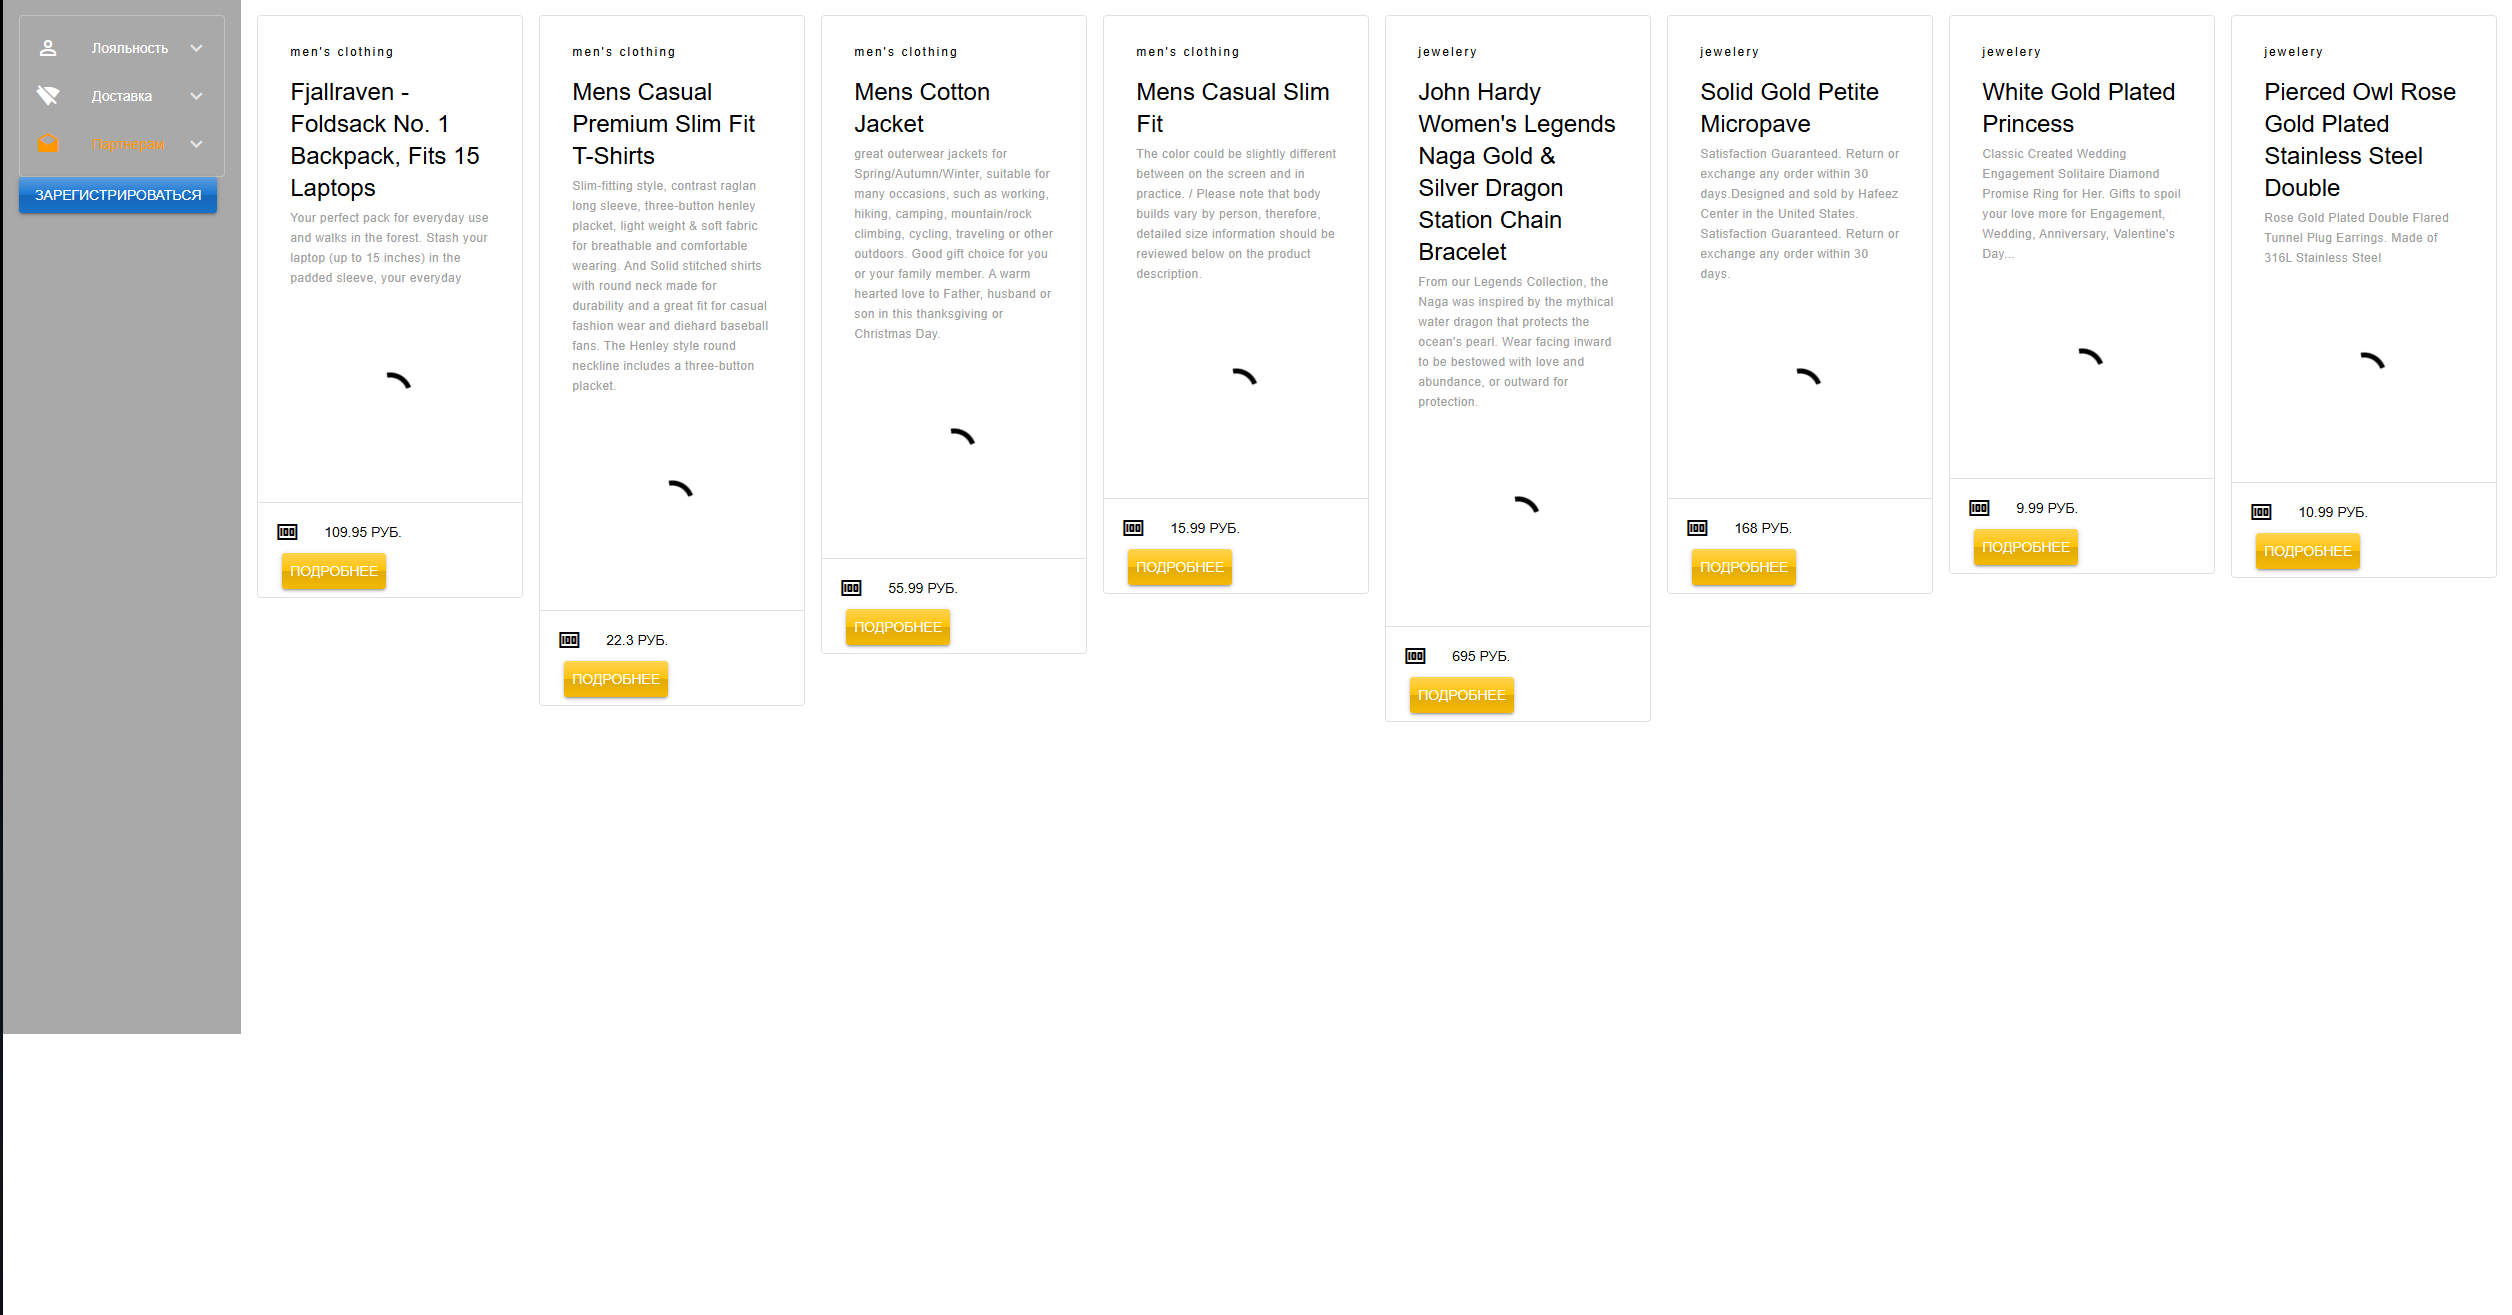 Лояльность
Доставка
Партнерам
ЗАРЕГИСТРИРОВАТЬСЯ
men's clothing
Fjallraven -
Foldsack No. 1
Backpack, Fits 15
Laptops
Your perfect pack for everyday use
and walks in the forest. Stash your
laptop (up to 15 inches) in the
padded sleeve, your everyday
109.95 РУБ.
ПОДРОБНЕЕ
men's clothing
Mens Casual
Premium Slim Fit
T-Shirts
Slim-fitting style, contrast raglan
long sleeve, three-button henley
placket, light weight & soft fabric
for breathable and comfortable
wearing. And Solid stitched shirts
with round neck made for
durability and a great fit for casual
fashion wear and diehard baseball
fans. The Henley style round
neckline includes a three-button
placket.
22.3 РУБ.
ПОДРОБНЕЕ
men's clothing
Mens Cotton
Jacket
great outerwear jackets for
Spring/Autumn/Winter, suitable for
many occasions, such as working,
hiking, camping, mountain/rock
climbing, cycling, traveling or other
outdoors. Good gift choice for you
or your family member. A warm
hearted love to Father, husband or
son in this thanksgiving or
Christmas Day.
55.99 РУБ.
ПОДРОБНЕЕ
men's clothing
Mens Casual Slim
Fit
The color could be slightly different
between on the screen and in
practice. / Please note that body
builds vary by person, therefore,
detailed size information should be
reviewed below on the product
description.
15.99 РУБ.
ПОДРОБНЕЕ
jewelery
John Hardy
Women's Legends
Naga Gold &
Silver Dragon
Station Chain
Bracelet
From our Legends Collection, the
Naga was inspired by the mythical
water dragon that protects the
ocean's pearl. Wear facing inward
to be bestowed with love and
abundance, or outward for
protection.
695 РУБ.
ПОДРОБНЕЕ
jewelery
Solid Gold Petite
Micropave
Satisfaction Guaranteed. Return or
exchange any order within 30
days.Designed and sold by Hafeez
Center in the United States.
Satisfaction Guaranteed. Return or
exchange any order within 30
days.
168 РУБ.
ПОДРОБНЕЕ
jewelery
White Gold Plated
Princess
Classic Created Wedding
Engagement Solitaire Diamond
Promise Ring for Her. Gifts to spoil
your love more for Engagement,
Wedding, Anniversary, Valentine's
Day...
9.99 РУБ.
ПОДРОБНЕЕ
jewelery
Pierced Owl Rose
Gold Plated
Stainless Steel
Double
Rose Gold Plated Double Flared
Tunnel Plug Earrings. Made of
316L Stainless Steel
10.99 РУБ.
ПОДРОБНЕЕ